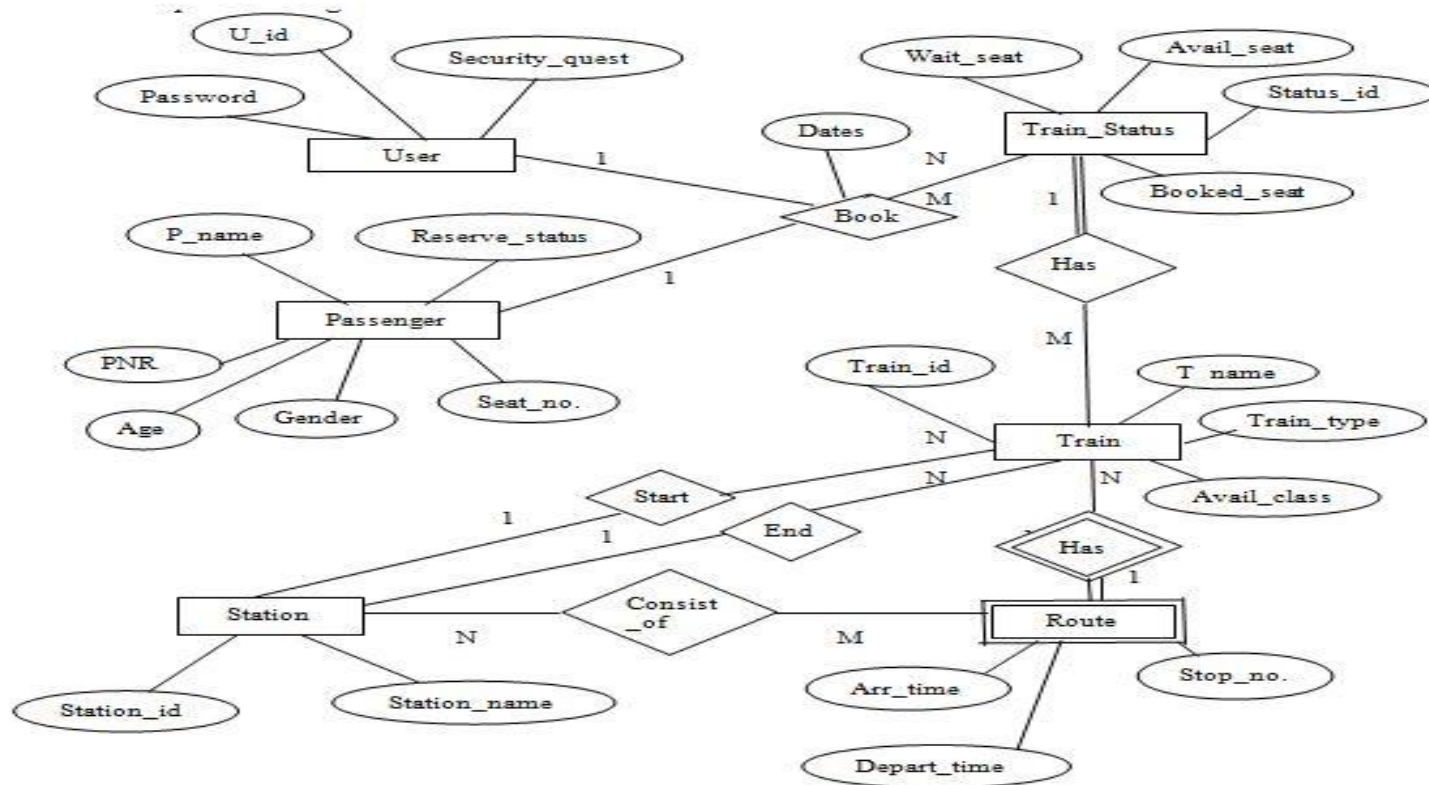 U_id
Security_quest
Password
User
Wait_seat
Avail_seat
Status_id
Train_Status
Booked_seat
Dates
1
N
M
Book
1
1
Has
M
P_name
Reserve_status
Passenger
PNR
Age
Gender
Seat_no.
Train_id
T_name
Train_type
Train
Avail_class
N
N
N
Start
End
1
1
Has
1
Station
Consist
_of
N
M
Route
Station_id
Station_name
Arr_time
Stop_no.
Depart_time